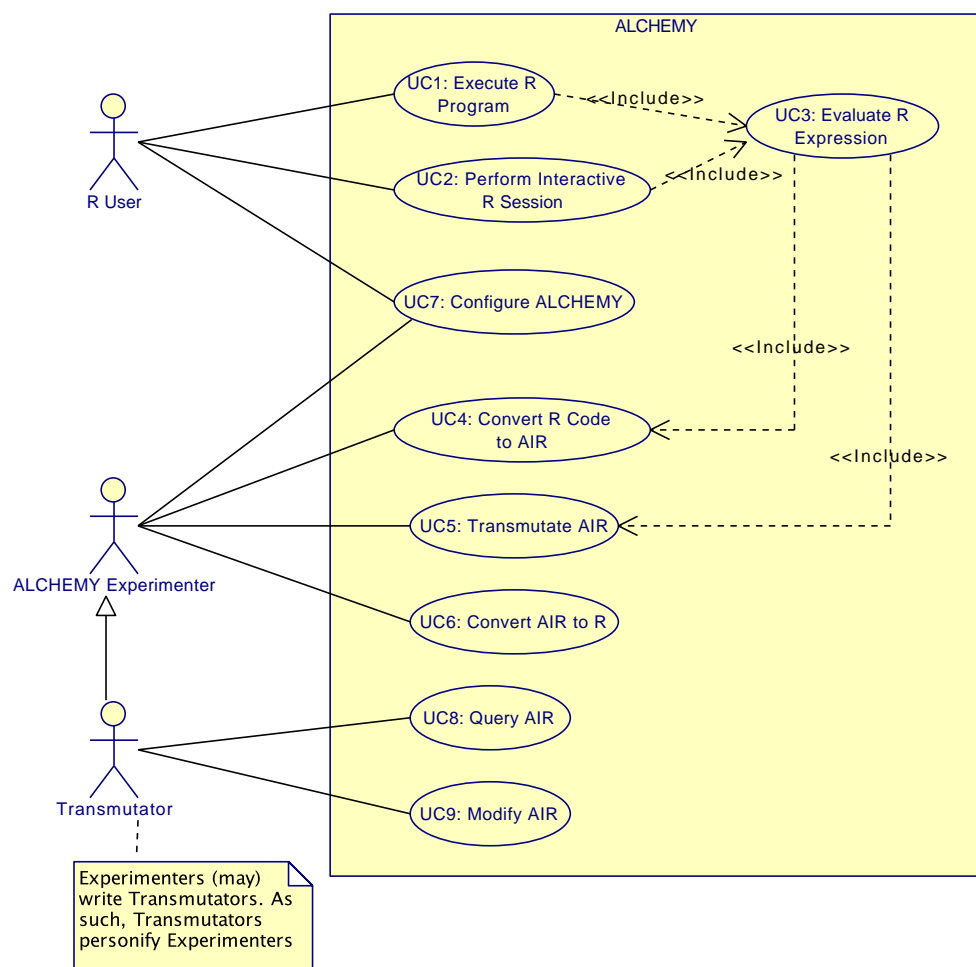 ALCHEMY
UC1: Execute R
Program
<<Include>>
UC3: Evaluate R
Expression
R User
UC2: Perform Interactive
R Session
<<Include>>
UC7: Configure ALCHEMY
<<Include>>
UC4: Convert R Code
to AIR
<<Include>>
ALCHEMY Experimenter
UC5: Transmutate AIR
UC6: Convert AIR to R
UC8: Query AIR
Transmutator
UC9: Modify AIR
Experimenters (may)
write Transmutators. As
such, Transmutators
personify Experimenters